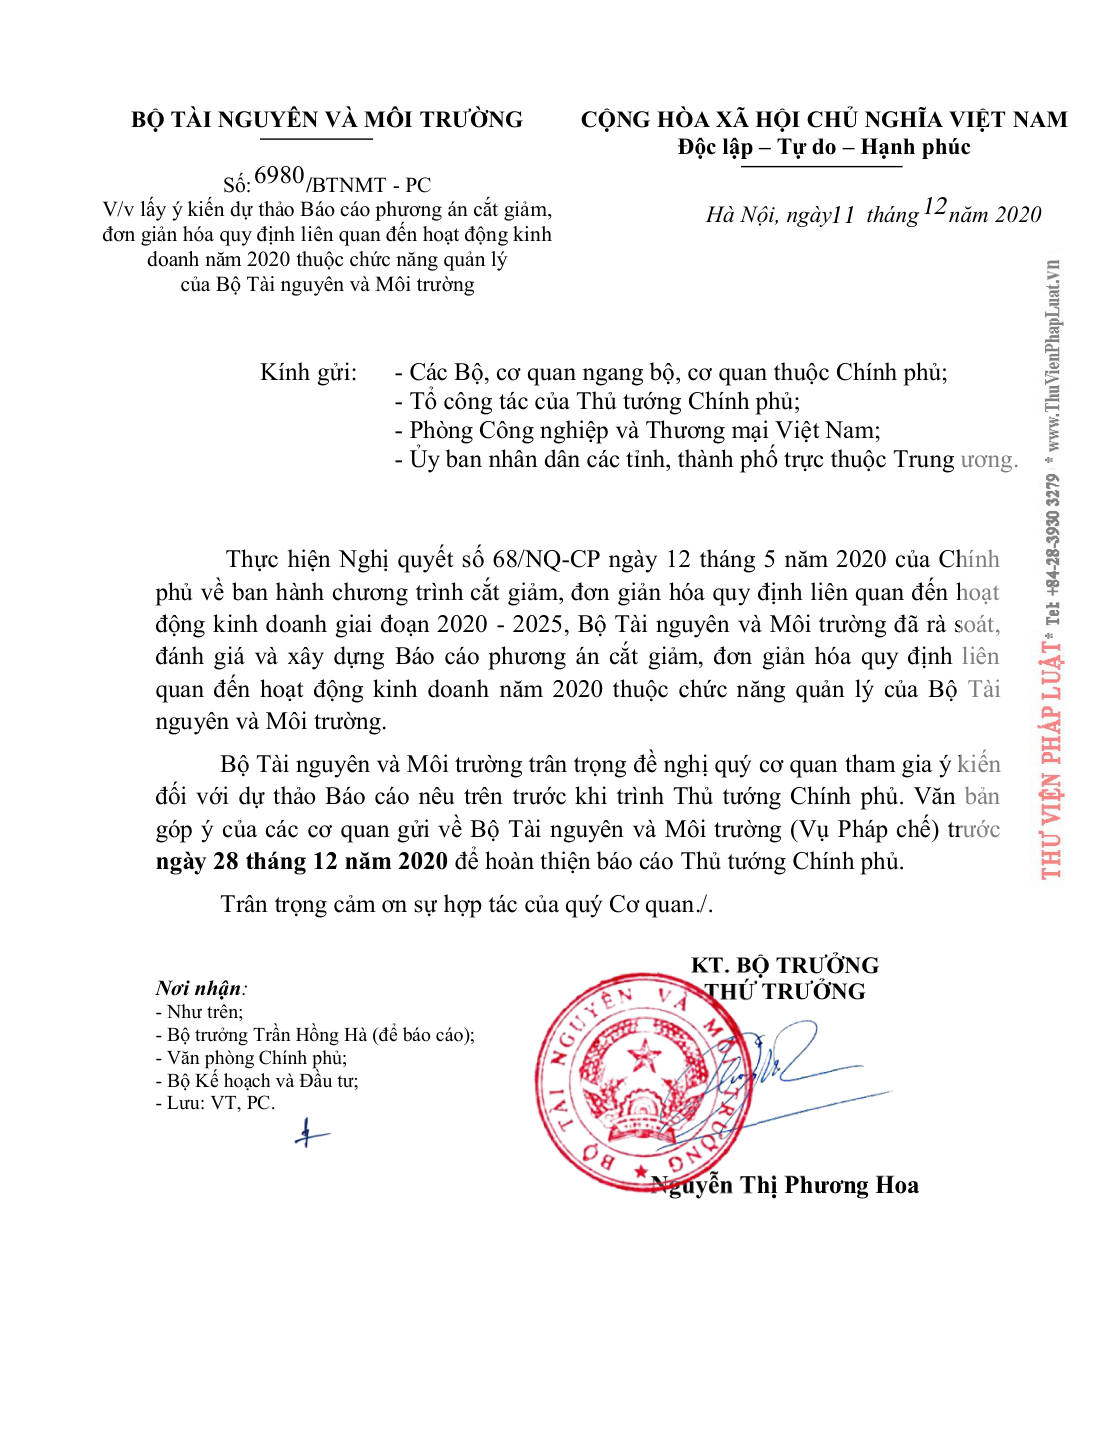 BỘ TÀI NGUYÊN VÀ MÔI TRƯỜNG
Số: 6980/BTNMT - PC
V/v lấy ý kiến dự thảo Báo cáo phương án cắt giảm,
đơn giản hóa quy định liên quan đến hoạt động kinh
doanh năm 2020 thuộc chức năng quản lý
của Bộ Tài nguyên và Môi trường
CỘNG HÒA XÃ HỘI CHỦ NGHĨA VIỆT NAM
Độc lập – Tự do – Hạnh phúc
Hà Nội, ngày11 tháng 12 năm 2020
Kính gửi:
- Các Bộ, cơ quan ngang bộ, cơ quan thuộc Chính phủ;
- Tổ công tác của Thủ tướng Chính phủ;
- Phòng Công nghiệp và Thương mại Việt Nam;
- Ủy ban nhân dân các tỉnh, thành phố trực thuộc Trung ương.
Thực hiện Nghị quyết số 68/NQ-CP ngày 12 tháng 5 năm 2020 của Chính
phủ về ban hành chương trình cắt giảm, đơn giản hóa quy định liên quan đến hoạt
động kinh doanh giai đoạn 2020 - 2025, Bộ Tài nguyên và Môi trường đã rà soát,
đánh giá và xây dựng Báo cáo phương án cắt giảm, đơn giản hóa quy định liên
quan đến hoạt động kinh doanh năm 2020 thuộc chức năng quản lý của Bộ Tài
nguyên và Môi trường.
Bộ Tài nguyên và Môi trường trân trọng đề nghị quý cơ quan tham gia ý kiến
đối với dự thảo Báo cáo nêu trên trước khi trình Thủ tướng Chính phủ. Văn bản
góp ý của các cơ quan gửi về Bộ Tài nguyên và Môi trường (Vụ Pháp chế) trước
ngày 28 tháng 12 năm 2020 để hoàn thiện báo cáo Thủ tướng Chính phủ.
Trân trọng cảm ơn sự hợp tác của quý Cơ quan./.
Nơi nhận:
- Như trên;
- Bộ trưởng Trần Hồng Hà (để báo cáo);
- Văn phòng Chính phủ;
- Bộ Kế hoạch và Đầu tư;
- Lưu: VT, PC.
KT. BỘ TRƯỞNG
THỨ TRƯỞNG
BỘ TÀI NGUYÊN VÀ MÔI TRƯỜNG
Nguyễn Thị Phương Hoa
THƯ VIỆN PHÁP LUẬT * Tel: +84-28-3930 3279 * www.ThuVienPhapLuat.vn